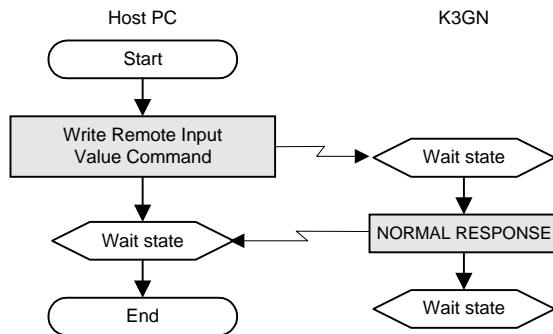 Host PC
K3GN
Start
Write Remote Input
Value Command
Wait state
Wait state
NORMAL RESPONSE
End
Wait state